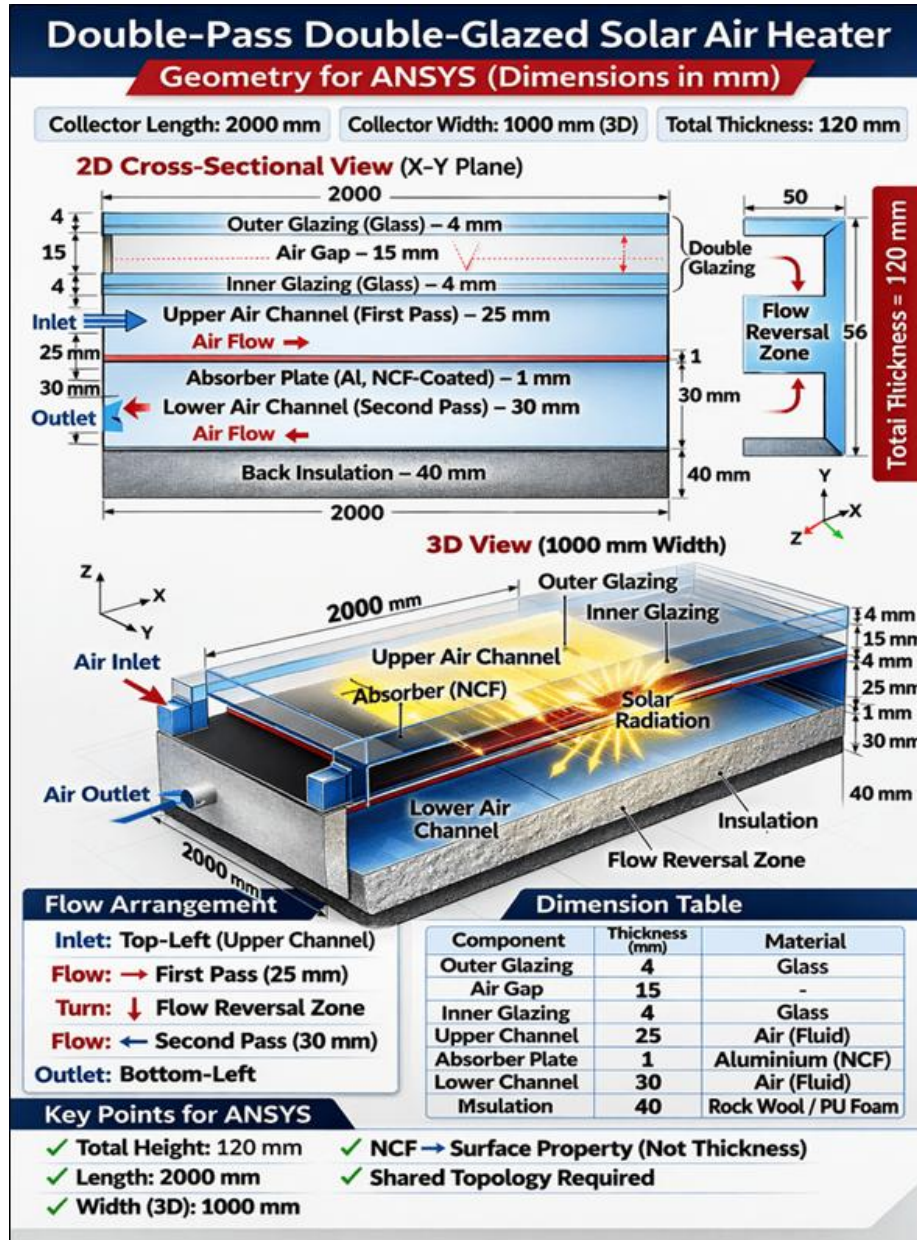 Double-Pass Double-Glazed Solar Air Heater
Geometry for ANSYS (Dimensions in mm)
Collector Length: 2000 mm
Collector Width: 1000 mm (3D)
Total Thickness: 120 mm
2D Cross-Sectional View (X-Y Plane)
2000
4
15
4
Inlet
25 mm
30 mm
Outlet
Outer Glazing (Glass) – 4 mm
Air Gap – 15 mm
Inner Glazing (Glass) – 4 mm
Upper Air Channel (First Pass) – 25 mm
Air Flow →
Absorber Plate (Al, NCF-Coated) – 1 mm
Lower Air Channel (Second Pass) – 30 mm
Air Flow ←
Back Insulation – 40 mm
2000
Double
Glazing
1
30 mm
40 mm
50
Flow
Reversal
Zone
56
Total Thickness = 120 mm
Y
X
Z
3D View (1000 mm Width)
Z
X
Y
2000 mm
Outer Glazing
Inner Glazing
Upper Air Channel
Air Inlet
Absorber (NCF)
Solar
Radiation
4 mm
15 mm
4 mm
25 mm
1 mm
30 mm
40 mm
Air Outlet
Lower Air
Channel
Insulation
Flow Reversal Zone
2000 mm
Flow Arrangement
Inlet: Top-Left (Upper Channel)
Flow: → First Pass (25 mm)
Turn: ↓ Flow Reversal Zone
Flow: ← Second Pass (30 mm)
Outlet: Bottom-Left
Dimension Table
Component Thickness (mm) Material
Outer Glazing 4 Glass
Air Gap 15 -
Inner Glazing 4 Glass
Upper Channel 25 Air (Fluid)
Absorber Plate 1 Aluminium (NCF)
Lower Channel 30 Air (Fluid)
Msulation 40 Rock Wool / PU Foam
Key Points for ANSYS
✓ Total Height: 120 mm
✓ Length: 2000 mm
✓ Width (3D): 1000 mm
✓ NCF → Surface Property (Not Thickness)
✓ Shared Topology Required